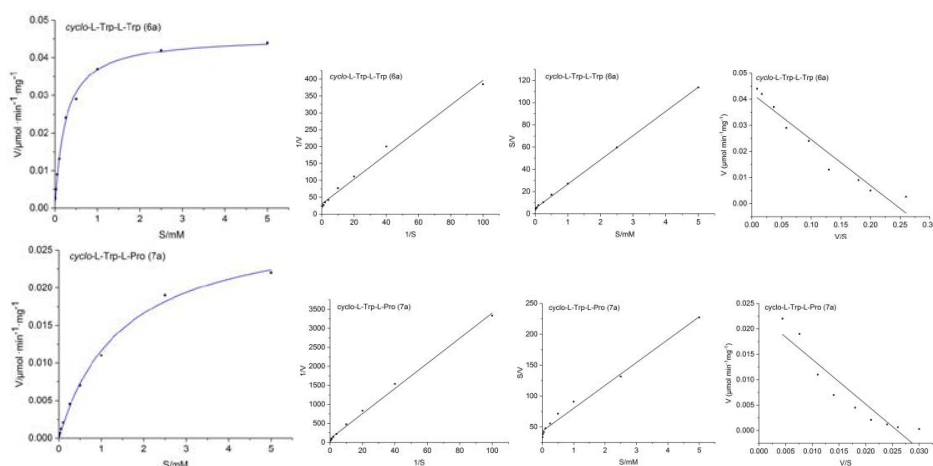 cyclo-L-Trp-L-Trp (6a)
V/μmol ·min⁻¹·mg⁻¹
0.05
0.04
0.03
0.02
0.01
0.00
0 1 2 3 4 5
S/mM
cyclo-L-Trp-L-Trp (6a)
1/V
400
350
300
250
200
150
100
50
0
0 20 40 60 80 100
1/S
cyclo-L-Trp-L-Trp (6a)
S/V
120
100
80
60
40
20
0
0 1 2 3 4 5
S/mM
cyclo-L-Trp-L-Trp (6a)
V (μmol min⁻¹mg⁻¹)
0.05
0.04
0.03
0.02
0.01
0.00
0.00 0.05 0.10 0.15 0.20 0.25 0.30
V/S
cyclo-L-Trp-L-Pro (7a)
V/μmol·min⁻¹·mg⁻¹
0.025
0.020
0.015
0.010
0.005
0.000
0 1 2 3 4 5
S/mM
cyclo-L-Trp-L-Pro (7a)
1/V
3500
3000
2500
2000
1500
1000
500
0
0 20 40 60 80 100
1/S
cyclo-L-Trp-L-Pro (7a)
S/V
250
200
150
100
50
0
0 1 2 3 4 5
S/mM
cyclo-L-Trp-L-Pro (7a)
V (μmol min⁻¹mg⁻¹)
0.025
0.020
0.015
0.010
0.005
0.000
0.000 0.005 0.010 0.015 0.020 0.025 0.030
V/S